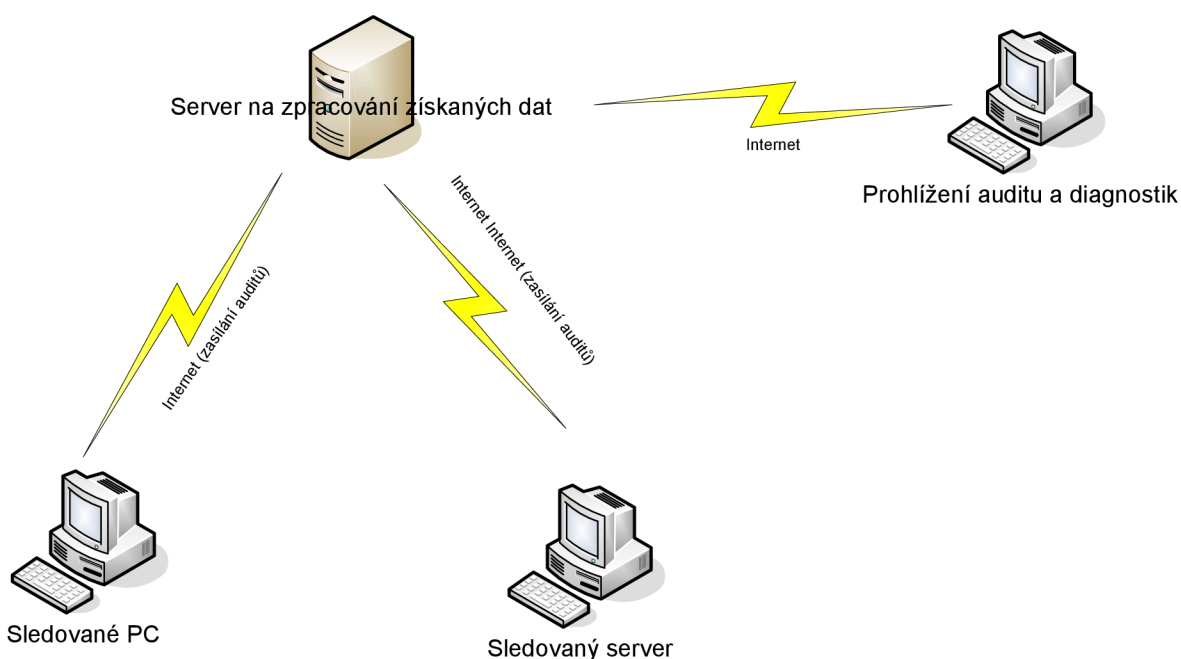 Server na zpracování získaných dat
Internet
Prohlížení auditu a diagnostik
Internet (zasílání auditů)
Internet Internet (zasílání auditů)
Sledované PC
Sledovaný server